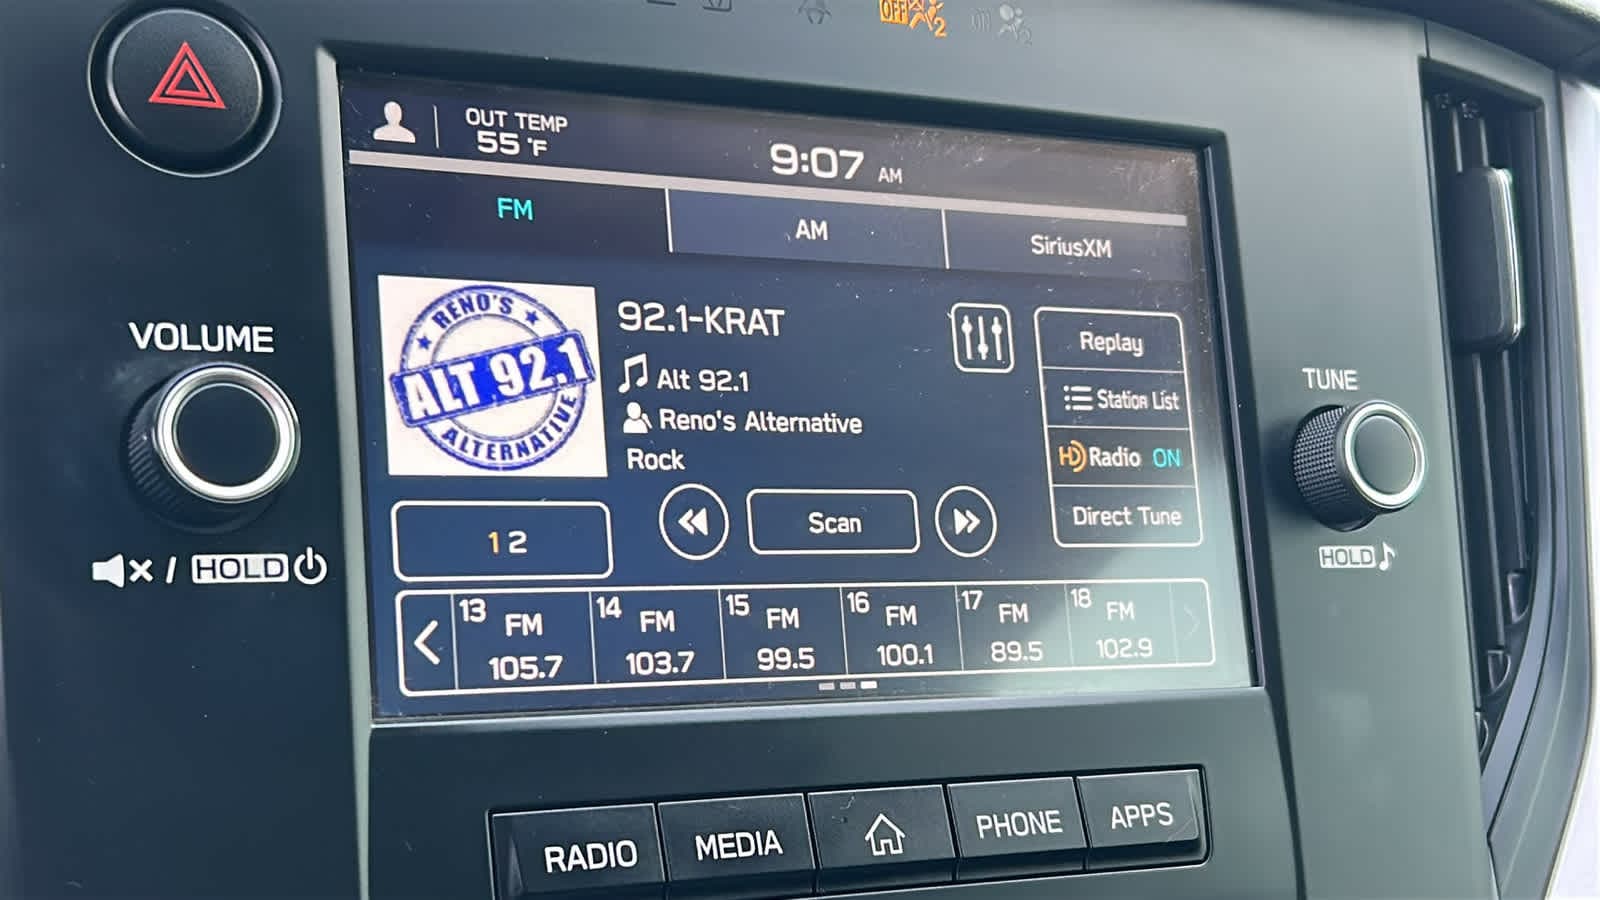 OFF 2
OUT TEMP
55 °F
9:07 AM
FM
AM
SiriusXM
RENO'S
ALT 92.1
ALTERNATIVE
92.1-KRAT
Alt 92.1
Reno's Alternative
Rock
Replay
Station List
HD Radio ON
Direct Tune
1 2
Scan
13 FM
105.7
14 FM
103.7
15 FM
99.5
16 FM
100.1
17 FM
89.5
18 FM
102.9
VOLUME
/ HOLD
TUNE
HOLD
RADIO
MEDIA
PHONE
APPS